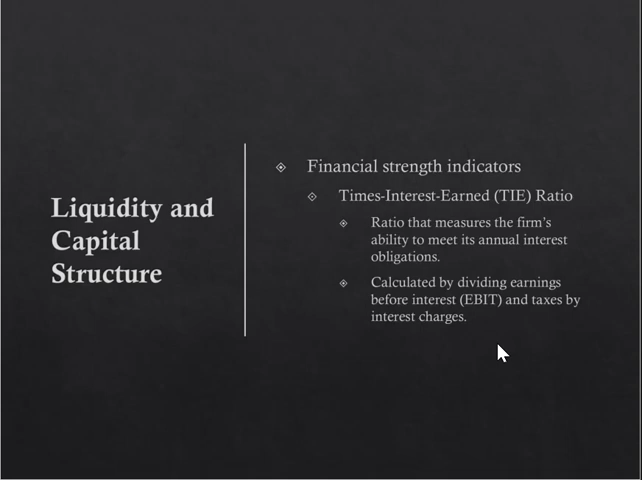 Liquidity and
Capital
Structure
Financial strength indicators
Times-Interest-Earned (TIE) Ratio
Ratio that measures the firm's
ability to meet its annual interest
obligations.
Calculated by dividing earnings
before interest (EBIT) and taxes by
interest charges.